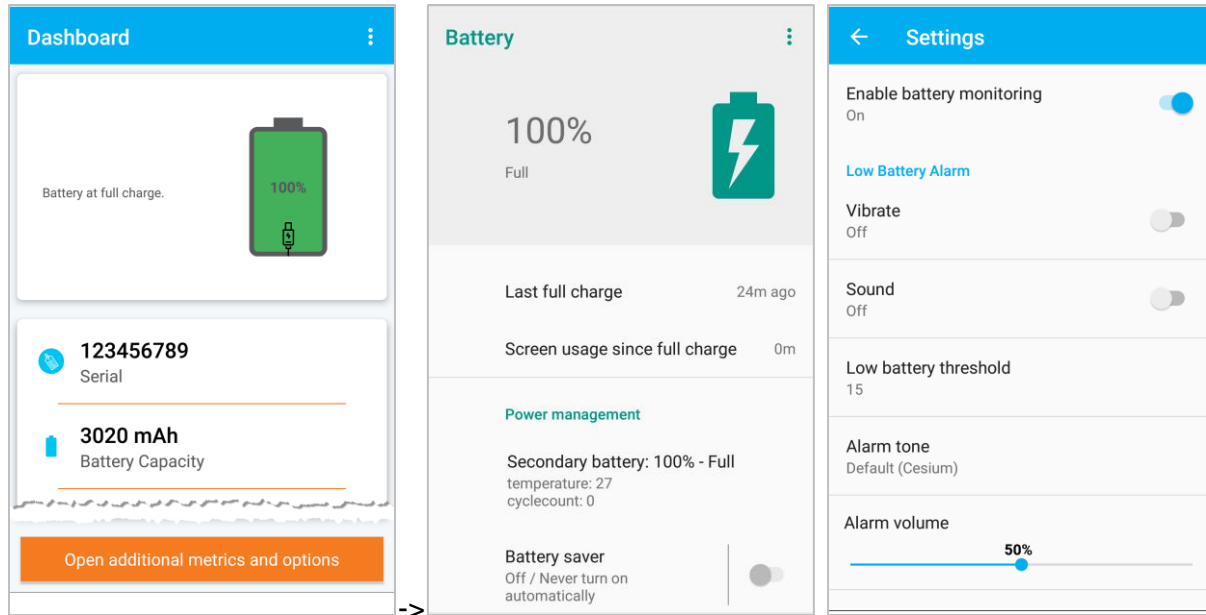 Dashboard
Battery at full charge.
100%
123456789
Serial
3020 mAh
Battery Capacity
Open additional metrics and options
->
Battery
100%
Full
Last full charge 24m ago
Screen usage since full charge 0m
Power management
Secondary battery: 100% - Full
temperature: 27
cyclecount: 0
Battery saver
Off / Never turn on
automatically
Settings
Enable battery monitoring
On
Low Battery Alarm
Vibrate
Off
Sound
Off
Low battery threshold
15
Alarm tone
Default (Cesium)
Alarm volume
50%